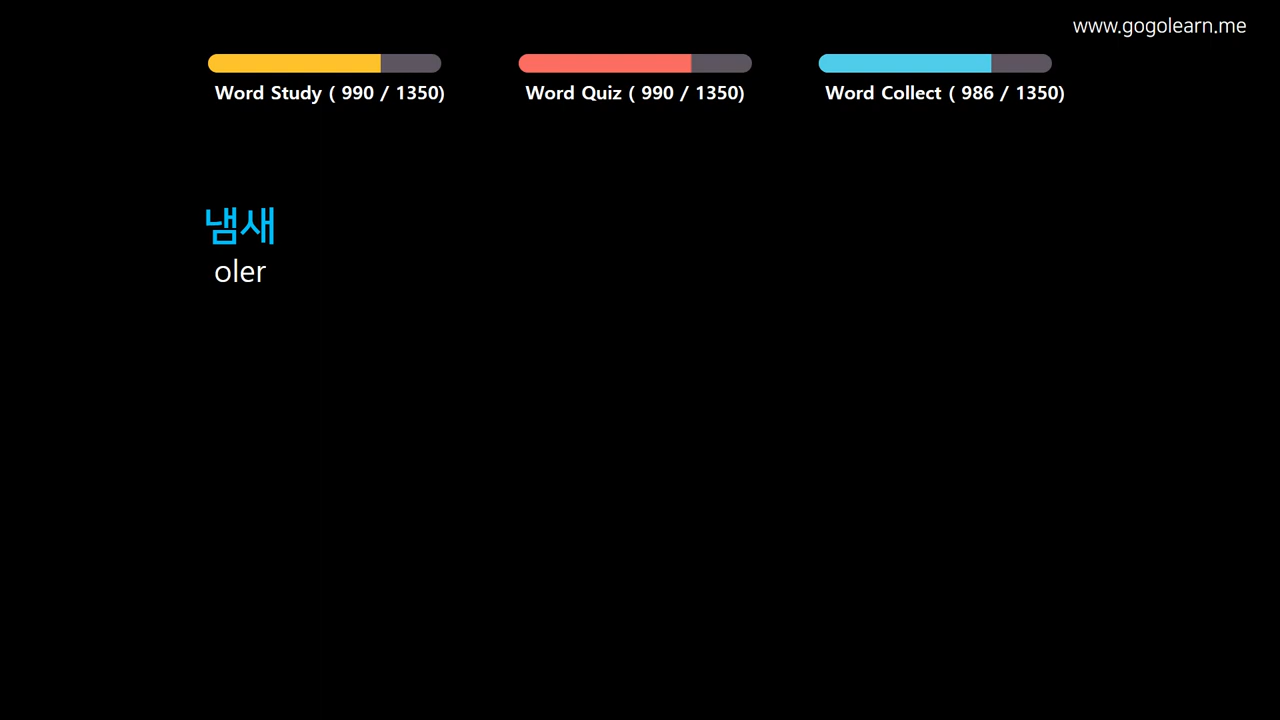 www.gogolearn.me
Word Study ( 990 / 1350)
Word Quiz ( 990 / 1350)
Word Collect ( 986 / 1350)
냄새
oler